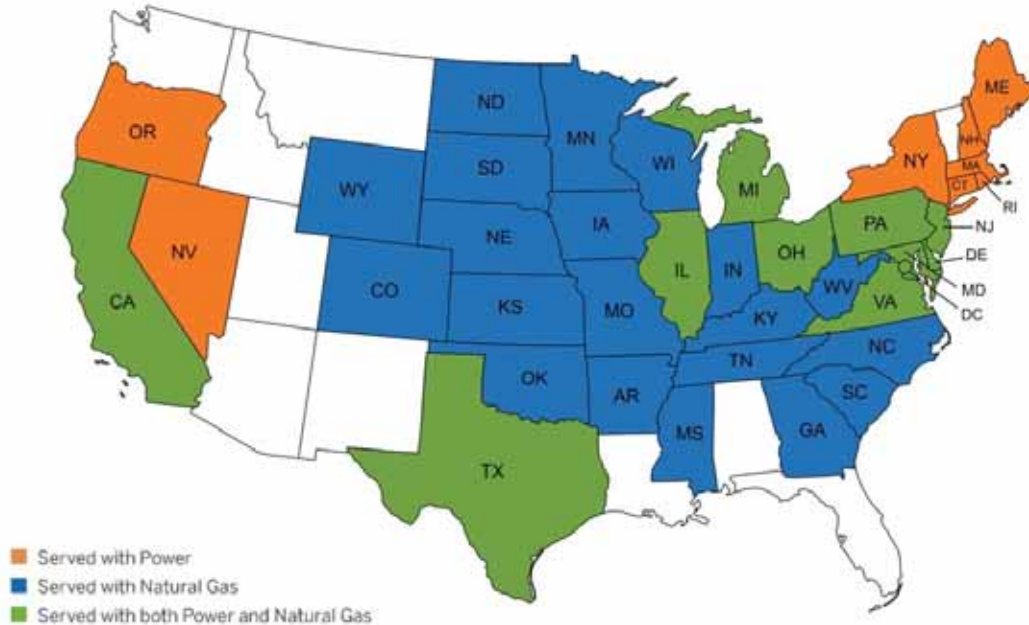 ME
ND
MN
OR
NH
WI
NY
MA
SD
WY
MI
CT
RI
NJ
IA
PA
NE
DE
NV
OH
IL
IN
MD
CO
WV
CA
VA
DC
KS
MO
KY
NC
TN
OK
AR
SC
MS
GA
TX
Served with Power
Served with Natural Gas
Served with both Power and Natural Gas